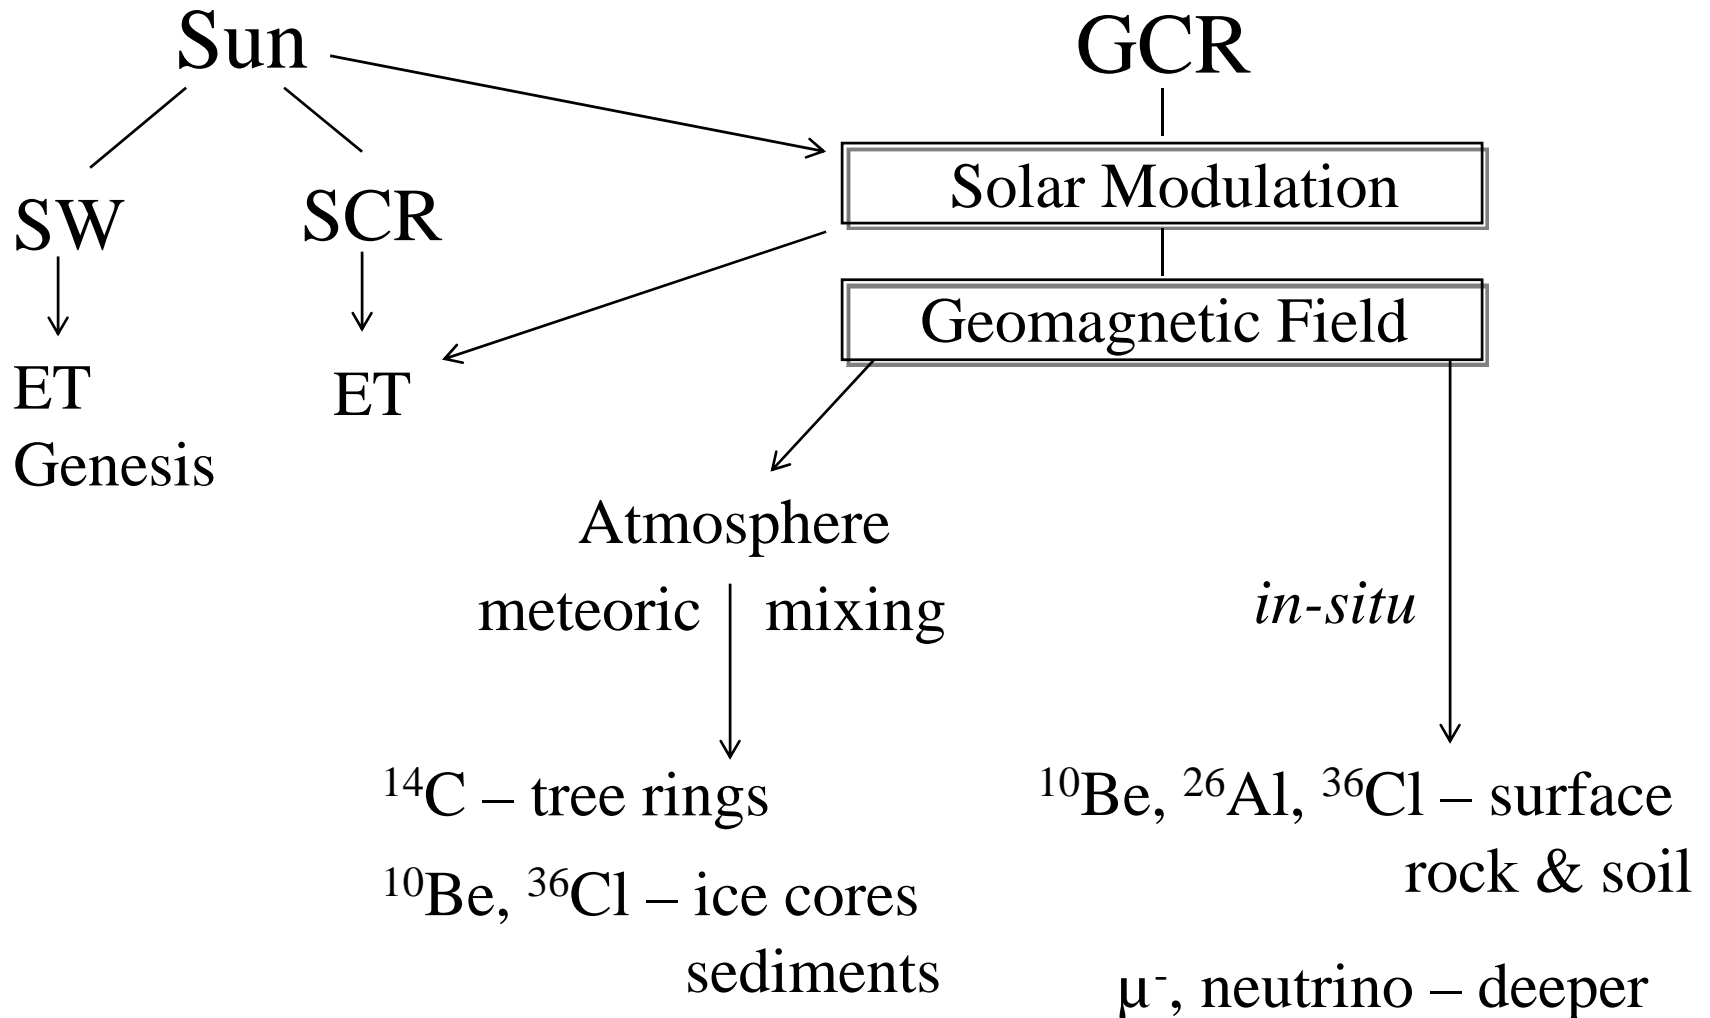 Sun
GCR
Solar Modulation
SW
SCR
Geomagnetic Field
ET
Genesis
ET
Atmosphere
meteoric mixing
in-situ
¹⁴C – tree rings
¹⁰Be, ³⁶Cl – ice cores
sediments
¹⁰Be, ²⁶Al, ³⁶Cl – surface
rock & soil
μ⁻, neutrino – deeper